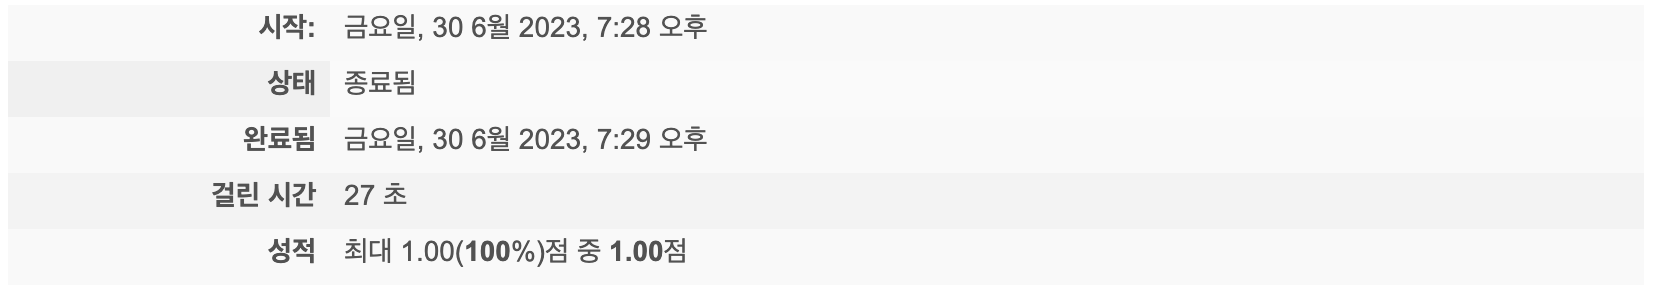 시작: 금요일, 30 6월 2023, 7:28 오후
상태 종료됨
완료됨 금요일, 30 6월 2023, 7:29 오후
걸린 시간 27 초
성적 최대 1.00(100%)점 중 1.00점